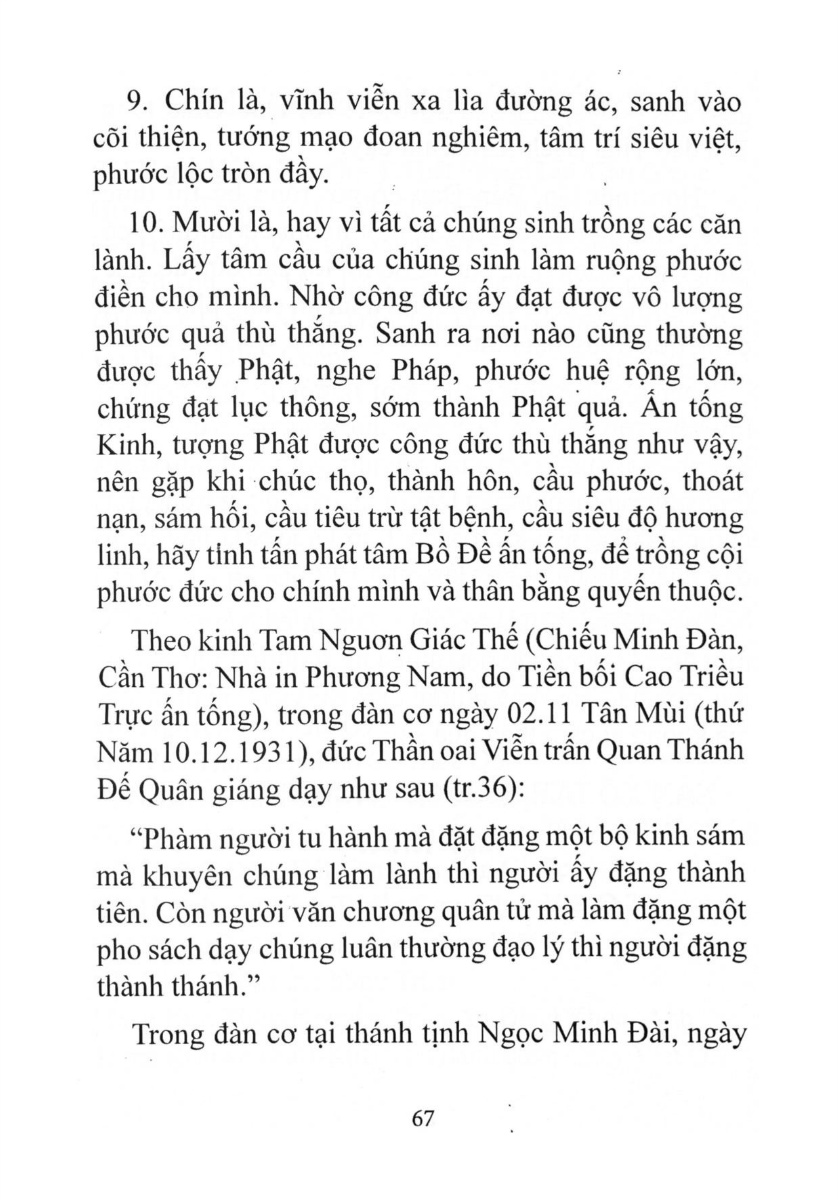 9. Chín là, vĩnh viễn xa lìa đường ác, sanh vào
cõi thiện, tướng mạo đoan nghiêm, tâm trí siêu việt,
phước lộc tròn đầy.
10. Mười là, hay vì tất cả chúng sinh trồng các căn
lành. Lấy tâm cầu của chúng sinh làm ruộng phước
điền cho mình. Nhờ công đức ấy đạt được vô lượng
phước quả thù thắng. Sanh ra nơi nào cũng thường
được thấy Phật, nghe Pháp, phước huệ rộng lớn,
chứng đạt lục thông, sớm thành Phật quả. Ấn tống
Kinh, tượng Phật được công đức thù thắng như vậy,
nên gặp khi chúc thọ, thành hôn, cầu phước, thoát
nạn, sám hối, cầu tiêu trừ tật bệnh, cầu siêu độ hương
linh, hãy tinh tấn phát tâm Bồ Đề ấn tống, để trồng cội
phước đức cho chính mình và thân bằng quyến thuộc.
Theo kinh Tam Nguơn Giác Thế (Chiếu Minh Đàn,
Cần Thơ: Nhà in Phương Nam, do Tiền bối Cao Triều
Trực ấn tống), trong đàn cơ ngày 02.11 Tân Mùi (thứ
Năm 10.12.1931), đức Thần oai Viễn trấn Quan Thánh
Đế Quân giáng dạy như sau (tr.36):
“Phàm người tu hành mà đặt đặng một bộ kinh sám
mà khuyên chúng làm lành thì người ấy đặng thành
tiên. Còn người văn chương quân tử mà làm đặng một
pho sách dạy chúng luân thường đạo lý thì người đặng
thành thánh.”
Trong đàn cơ tại thánh tịnh Ngọc Minh Đài, ngày
67